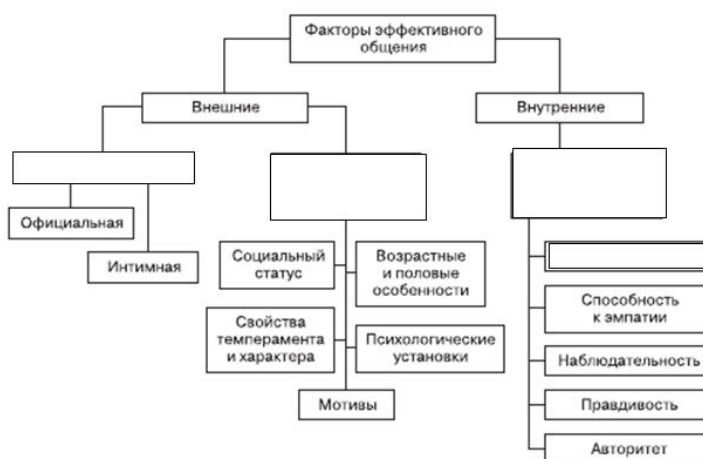 Факторы эффективного
общения
Внешние
Внутренние
Официальная
Интимная
Социальный
статус
Возрастные
и половые
особенности
Свойства
темперамента
и характера
Психологические
установки
Мотивы
Способность
к эмпатии
Наблюдательность
Правдивость
Авторитет